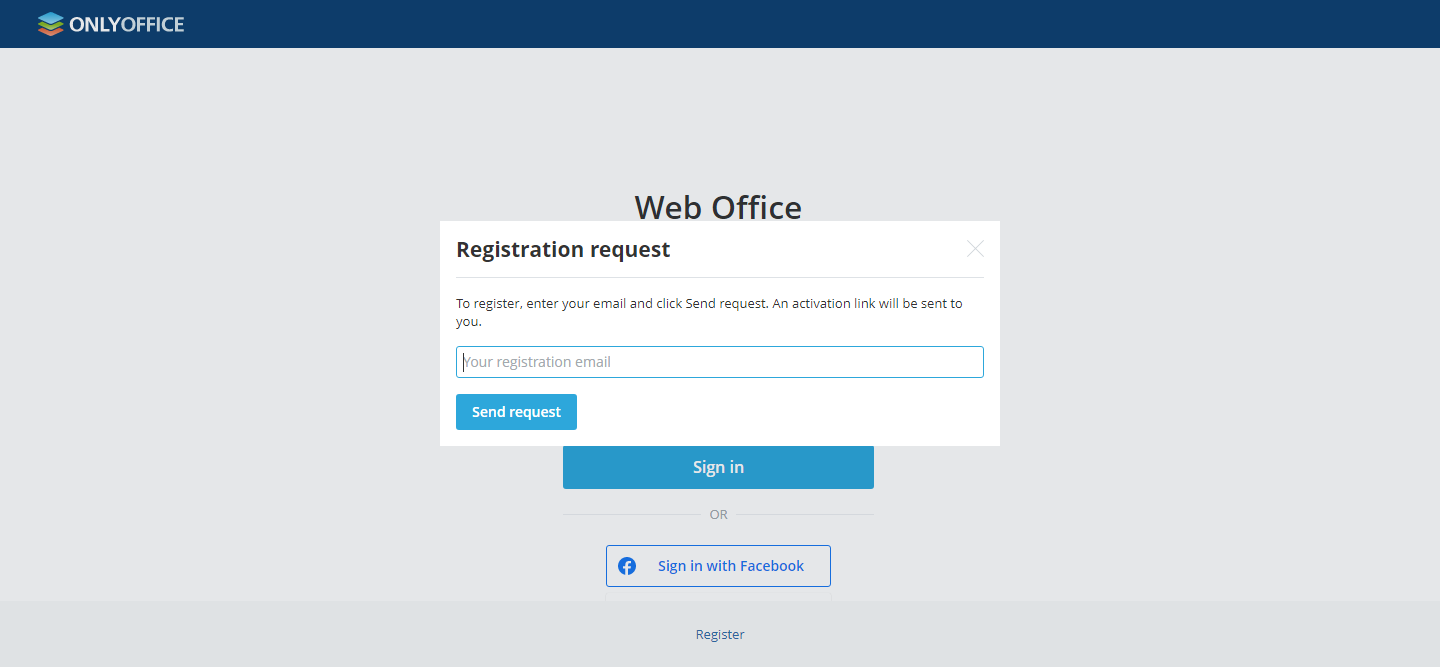 ONLYOFFICE
Web Office
Registration request
To register, enter your email and click Send request. An activation link will be sent to
you.
Your registration email
Send request
Sign in
OR
Sign in with Facebook
Register